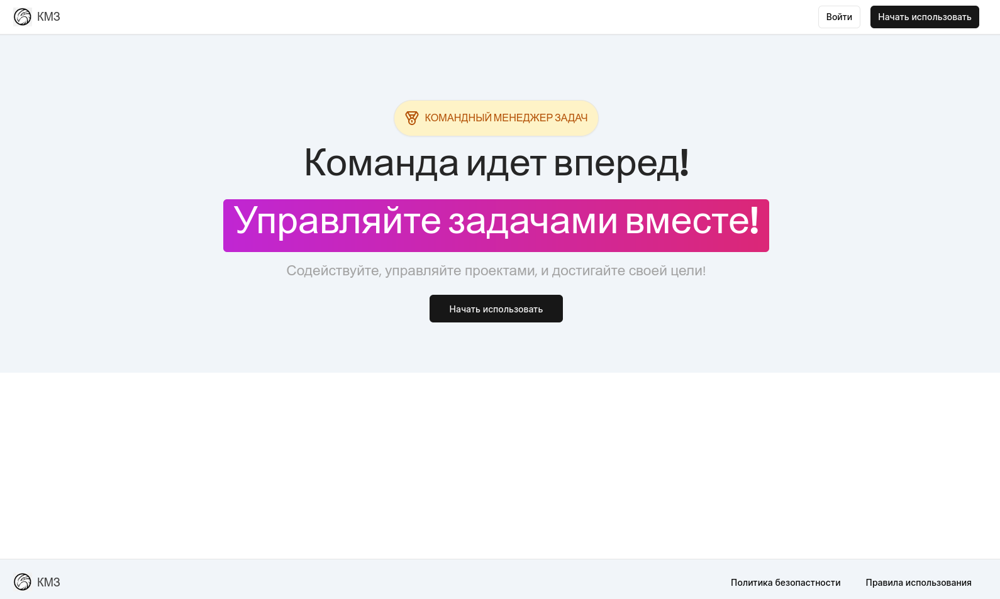 КМЗ
Войти
Начать использовать
КОМАНДНЫЙ МЕНЕДЖЕР ЗАДАЧ
Команда идет вперед!
Управляйте задачами вместе!
Содействуйте, управляйте проектами, и достигайте своей цели!
Начать использовать
КМЗ
Политика безопастности
Правила использования